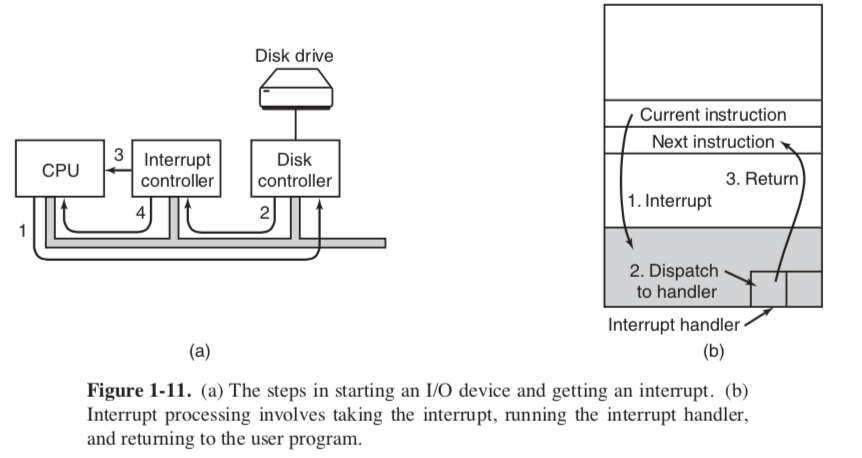 Disk drive
CPU
3
Interrupt
controller
Disk
controller
1
4
2
(a)
Current instruction
Next instruction
3. Return
1. Interrupt
2. Dispatch
to handler
Interrupt handler
(b)
Figure 1-11. (a) The steps in starting an I/O device and getting an interrupt. (b)
Interrupt processing involves taking the interrupt, running the interrupt handler,
and returning to the user program.